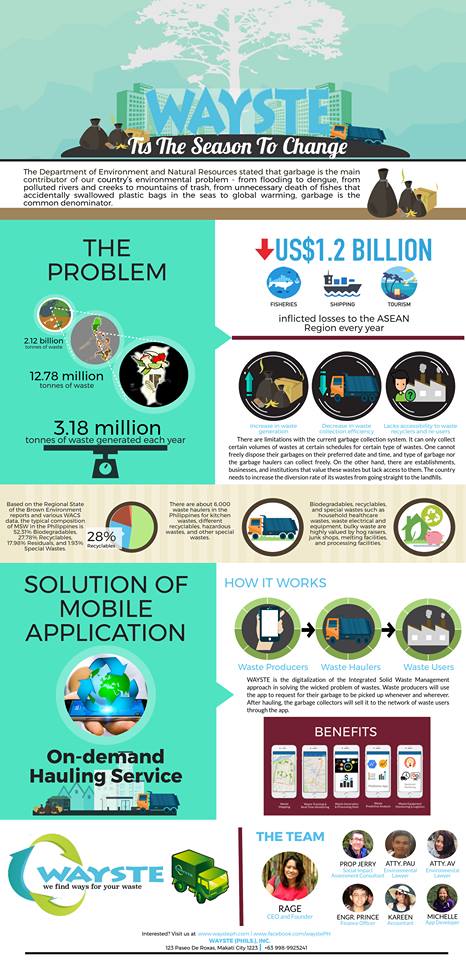 WAYSTE
Tis The Season To Change
The Department of Environment and Natural Resources stated that garbage is the main
contributor of our country's environmental problem - from flooding to dengue, from
polluted rivers and creeks to mountains of trash, from unnecessary death of fishes that
accidentally swallowed plastic bags in the seas to global warming, garbage is the
common denominator.
THE
PROBLEM
2.12 billion
tonnes of waste
12.78 million
tonnes of waste
3.18 million
tonnes of waste generated each year
US$1.2 BILLION
FISHERIES
SHIPPING
TOURISM
inflicted losses to the ASEAN
Region every year
Increase in waste
generation
Decrease in waste
collection efficiency
Lacks accessibility to waste
recyclers and re-users
There are limitations with the current garbage collection system. It can only collect
certain volumes of wastes at certain schedules for certain type of wastes. One cannot
freely dispose their garbages on their preferred date and time, and type of garbage nor
the garbage haulers can collect freely. On the other hand, there are establishments,
businesses, and institutions that value these wastes but lack access to them. The country
needs to increase the diversion rate of its wastes from going straight to the landfills.
Based on the Regional State
of the Brown Environment
reports and various WACS
data, the typical composition
of MSW in the Philippines is
52.31% Biodegradables,
27.78% Recyclables,
17.98% Residuals, and 1.93%
Special Wastes.
28%
Recyclables
There are about 6,000
waste haulers in the
Philippines for kitchen
wastes, different
recyclables, hazardous
wastes, and other special
wastes.
Biodegradables, recyclables,
and special wastes such as
household healthcare
wastes, waste electrical and
equipment, bulky waste are
highly valued by hog raisers,
junk shops, melting facilities,
and processing facilities.
SOLUTION OF
MOBILE
APPLICATION
On-demand
Hauling Service
HOW IT WORKS
Waste Producers
Waste Haulers
Waste Users
WAYSTE is the digitalization of the Integrated Solid Waste Management
approach in solving the wicked problem of wastes. Waste producers will
use the app to request for their garbage to be picked up whenever and wherever.
After hauling, the garbage collectors will sell it to the network of waste users
through the app.
BENEFITS
WAYSTE
we find ways for your waste
THE TEAM
RAGE
CEO and Founder
PROP JERRY
Social Impact
Assessment Consultant
ATTY. PAU
Environmental
Lawyer
ATTY. AV
Environmental
Lawyer
ENGR. PRINCE
Finance Officer
KAREEN
Accountant
MICHELLE
App Developer
Interested? Visit us at www.waysteph.com | www.facebook.com/waystePH
WAYSTE (PHILS.), INC.
123 Paseo De Roxas, Makati City 1223 | +63 998-9925241